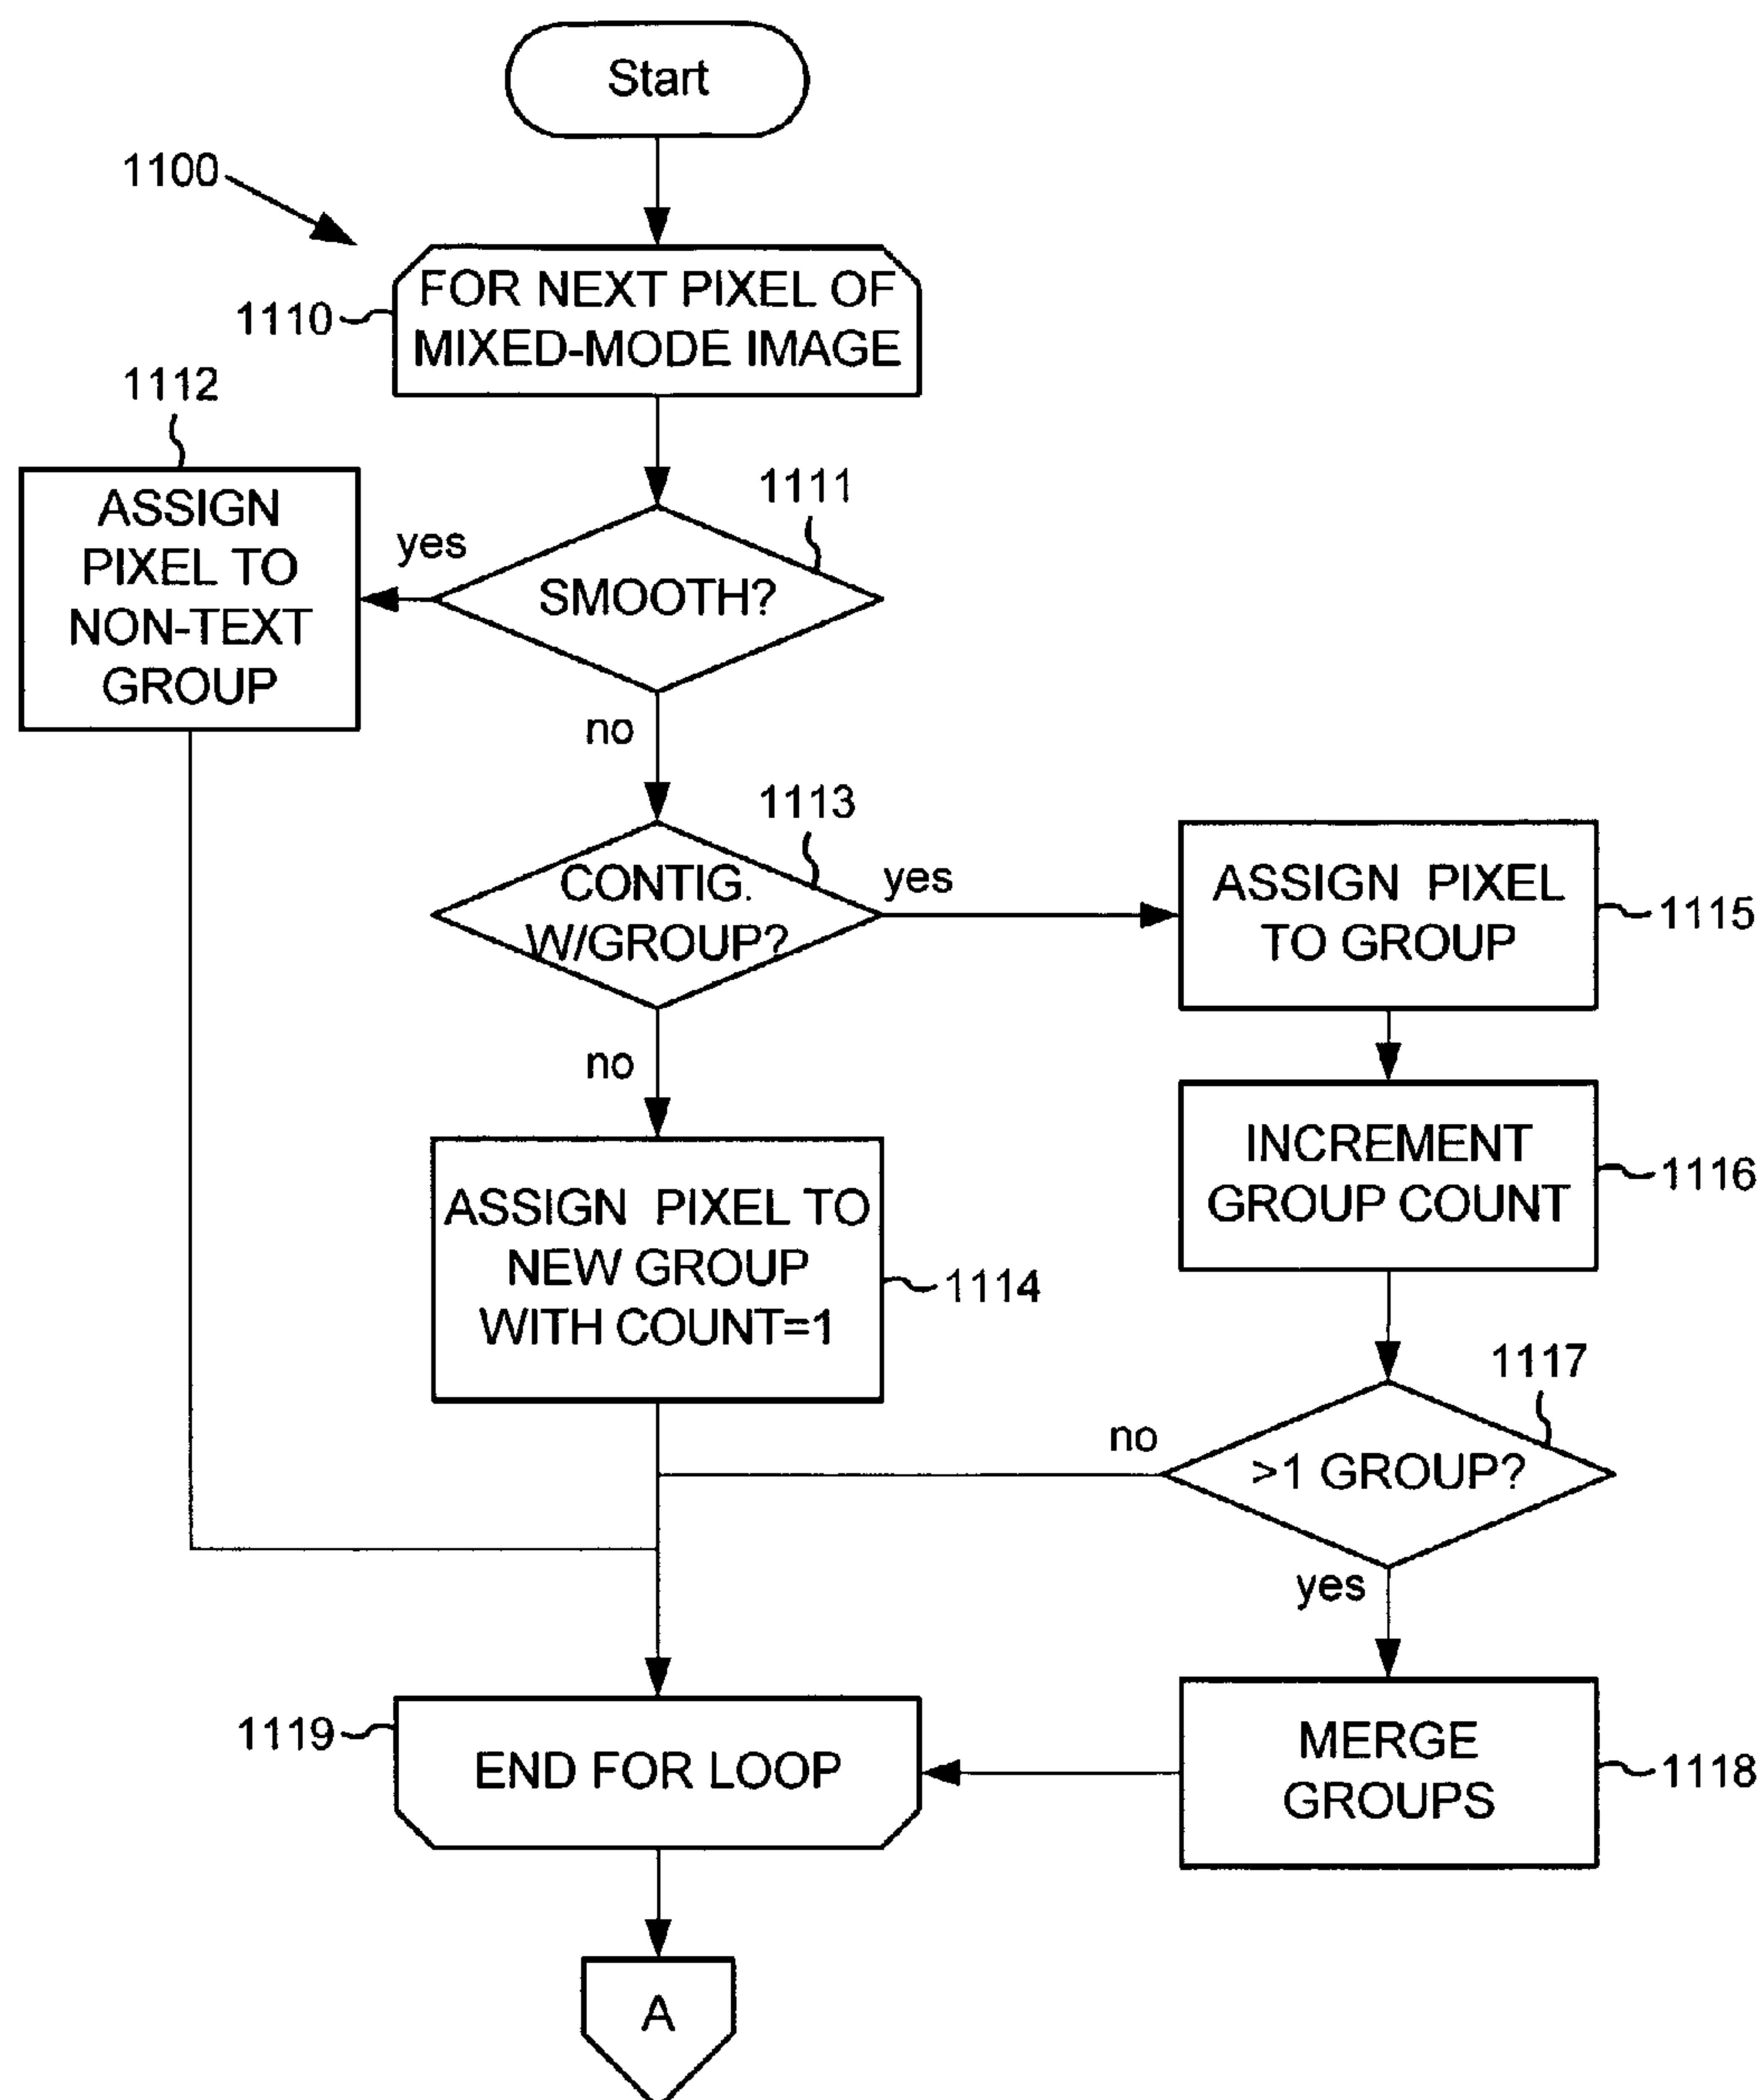 Start
1100
1110
FOR NEXT PIXEL OF
MIXED-MODE IMAGE
1112
ASSIGN
PIXEL TO
NON-TEXT
GROUP
yes
1111
SMOOTH?
no
1113
CONTIG.
W/GROUP?
yes
ASSIGN PIXEL
TO GROUP
1115
no
INCREMENT
GROUP COUNT
1116
ASSIGN PIXEL TO
NEW GROUP
WITH COUNT=1
1114
1117
no
>1 GROUP?
yes
1119
END FOR LOOP
MERGE
GROUPS
1118
A